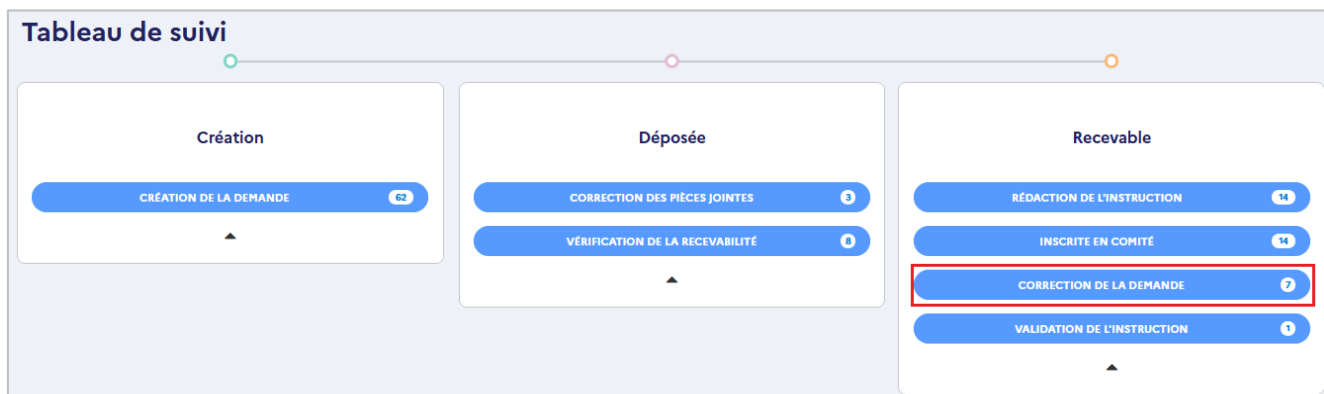 Tableau de suivi
Création
CRÉATION DE LA DEMANDE 62
Déposée
CORRECTION DES PIÈCES JOINTES 3
VÉRIFICATION DE LA RECEVABILITÉ 8
Recevable
RÉDACTION DE L'INSTRUCTION 14
INSCRITE EN COMITÉ 14
CORRECTION DE LA DEMANDE 7
VALIDATION DE L'INSTRUCTION 1